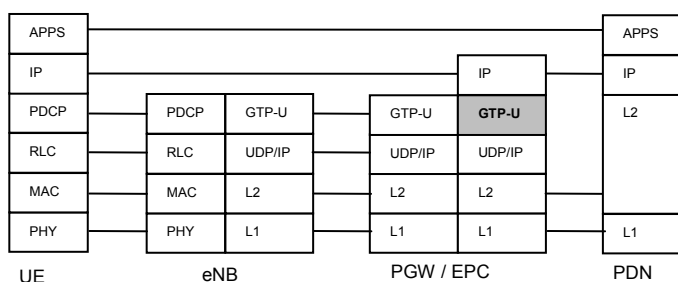 APPS APPS
IP IP IP
PDCP PDCP GTP-U GTP-U GTP-U L2
RLC RLC UDP/IP UDP/IP UDP/IP
MAC MAC L2 L2 L2
PHY PHY L1 L1 L1 L1
UE eNB PGW / EPC PDN